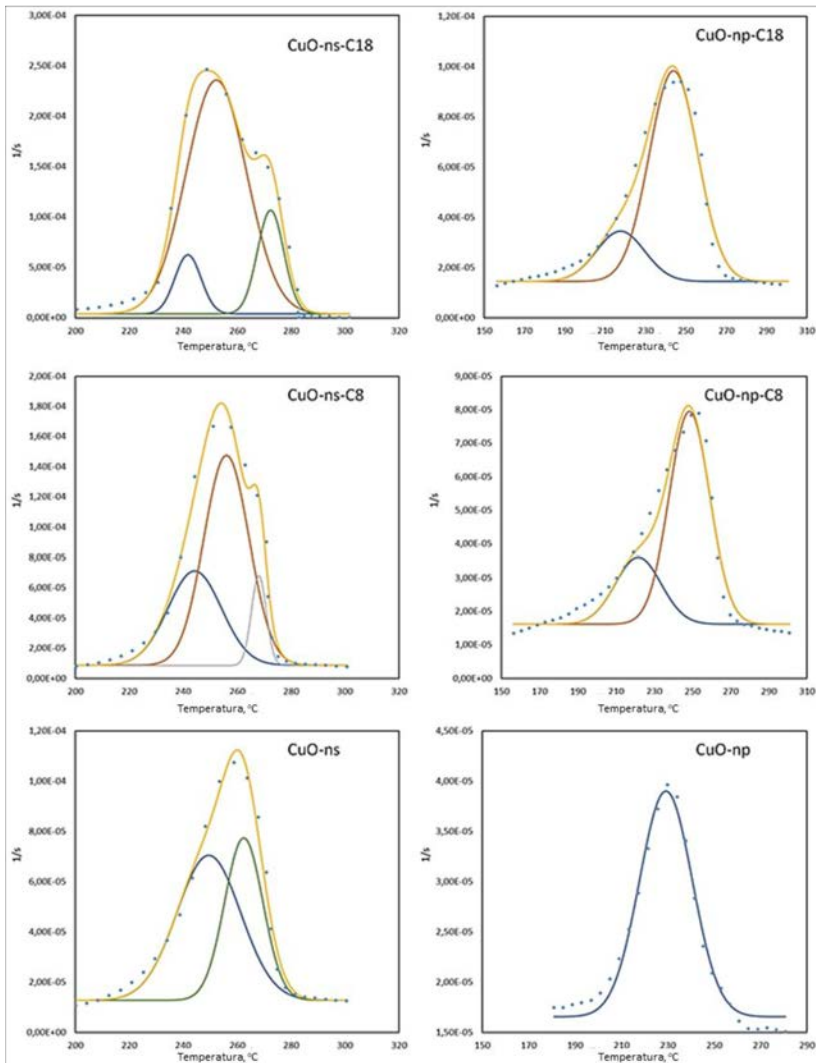 CuO-ns-C18
3,00E-04
2,50E-04
2,00E-04
1,50E-04
1,00E-04
5,00E-05
0,00E+00
1/s
200 220 240 260 280 300 320
Temperatura, °C
CuO-np-C18
1,20E-04
1,00E-04
8,00E-05
6,00E-05
4,00E-05
2,00E-05
0,00E+00
1/s
150 170 190 210 230 250 270 290 310
Temperatura, °C
CuO-ns-C8
2,00E-04
1,80E-04
1,60E-04
1,40E-04
1,20E-04
1,00E-04
8,00E-05
6,00E-05
4,00E-05
2,00E-05
0,00E+00
1/s
200 220 240 260 280 300 320
Temperatura, °C
CuO-np-C8
9,00E-05
8,00E-05
7,00E-05
6,00E-05
5,00E-05
4,00E-05
3,00E-05
2,00E-05
1,00E-05
0,00E+00
1/s
150 170 190 210 230 250 270 290 310
Temperatura, °C
CuO-ns
1,20E-04
1,00E-04
8,00E-05
6,00E-05
4,00E-05
2,00E-05
0,00E+00
1/s
200 220 240 260 280 300 320
Temperatura, °C
CuO-np
4,50E-05
4,00E-05
3,50E-05
3,00E-05
2,50E-05
2,00E-05
1,50E-05
1/s
150 170 190 210 230 250 270 290
Temperatura, °C